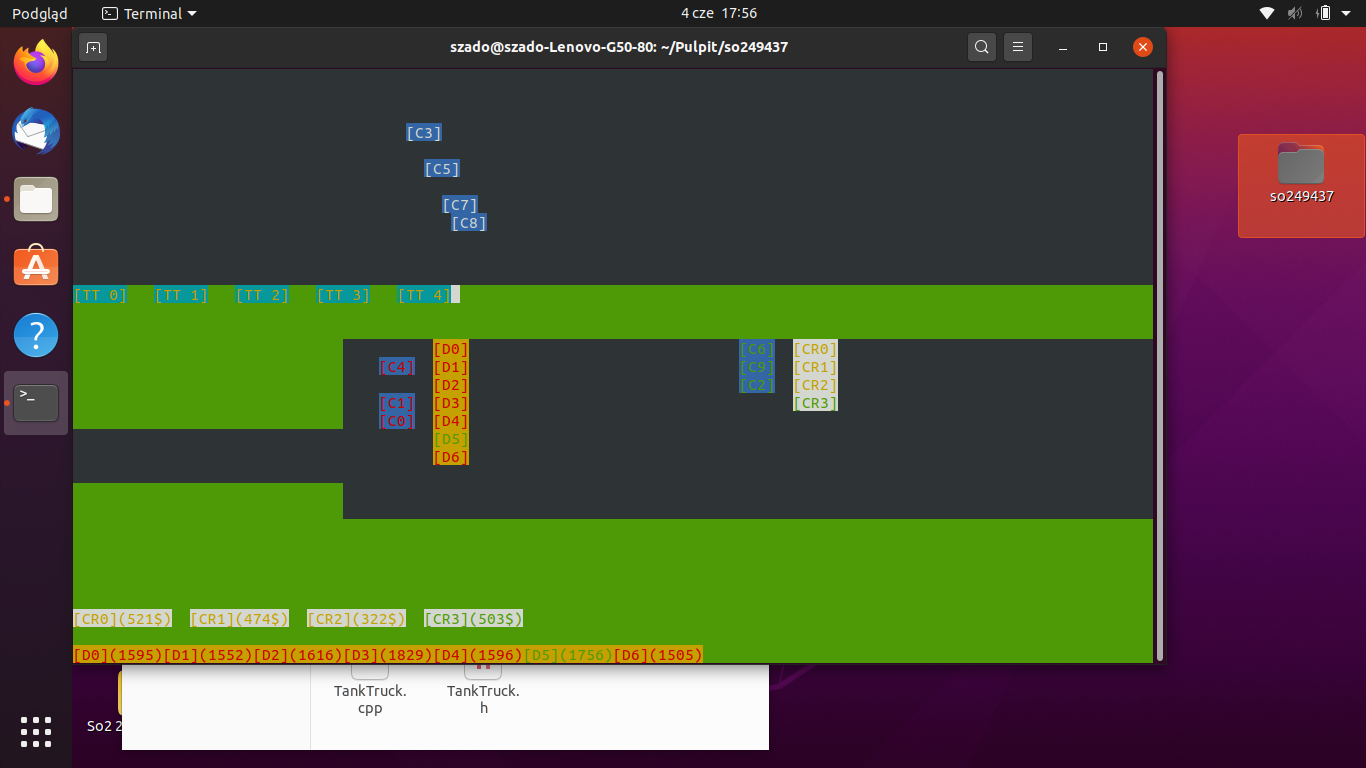 Podgląd Terminal 4 cze 17:56
szado@szado-Lenovo-G50-80: ~/Pulpit/so249437
[C3]
[C5]
[C7]
[C8]
so249437
[TT 0] [TT 1] [TT 2] [TT 3] [TT 4]
[D0] [C6] [CR0]
[C4] [D1] [C9] [CR1]
[D2] [C2] [CR2]
[C1] [D3] [CR3]
[C0] [D4]
[D5]
[D6]
[CR0](521$) [CR1](474$) [CR2](322$) [CR3](503$)
[D0](1595)[D1](1552)[D2](1616)[D3](1829)[D4](1596)[D5](1756)[D6](1505)
TankTruck.
cpp
TankTruck.
h
So2 2